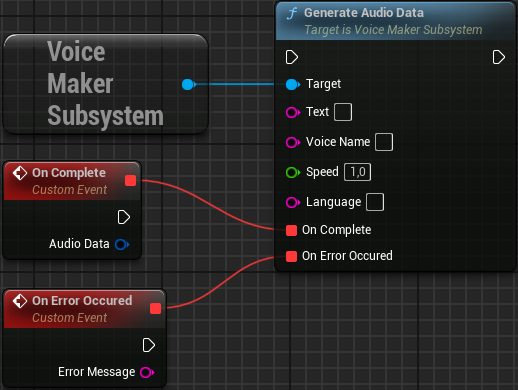 Voice
Maker
Subsystem
Generate Audio Data
Target is Voice Maker Subsystem
Target
Text
Voice Name
Speed 1,0
Language
On Complete
On Error Occured
On Complete
Custom Event
Audio Data
On Error Occured
Custom Event
Error Message